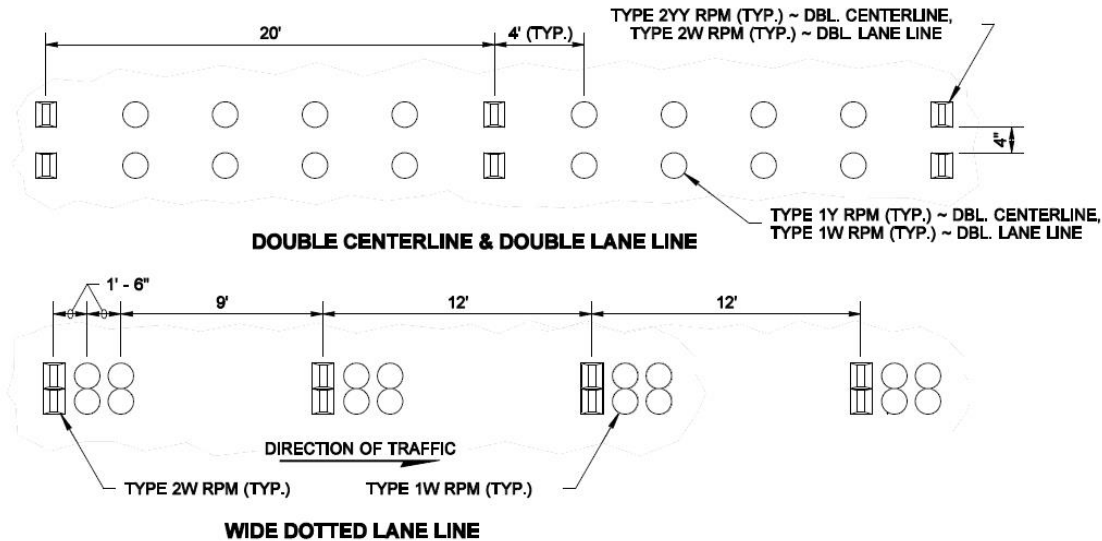 TYPE 2YY RPM (TYP.) ~ DBL. CENTERLINE,
TYPE 2W RPM (TYP.) ~ DBL. LANE LINE
20'
4' (TYP.)
4"
TYPE 1Y RPM (TYP.) ~ DBL. CENTERLINE,
TYPE 1W RPM (TYP.) ~ DBL. LANE LINE
DOUBLE CENTERLINE & DOUBLE LANE LINE
1' - 6"
9'
12'
12'
DIRECTION OF TRAFFIC
TYPE 2W RPM (TYP.)
TYPE 1W RPM (TYP.)
WIDE DOTTED LANE LINE